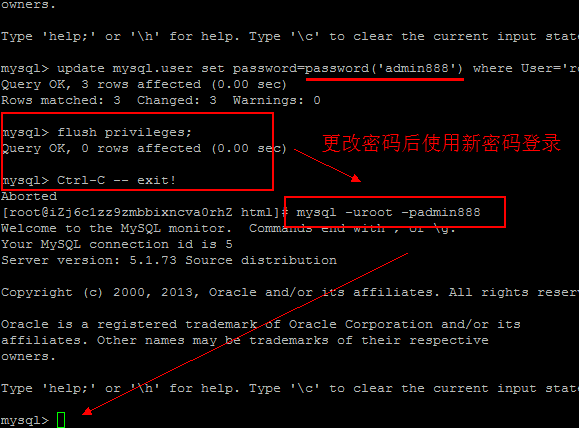 owners.
Type 'help;' or '\h' for help. Type '\c' to clear the current input
mysql> update mysql.user set password=password('admin888') where User='
Query OK, 3 rows affected (0.00 sec)
Rows matched: 3  Changed: 3  Warnings: 0
mysql> flush privileges;
Query OK, 0 rows affected (0.00 sec)
更改密码后使用新密码登录
mysql> Ctrl-C -- exit!
Aborted
[root@iZj6c1zz9zmbbixncva0rhZ html]# mysql -uroot -padmin888
Welcome to the MySQL monitor.  Commands end with ; or \g.
Your MySQL connection id is 5
Server version: 5.1.73 Source distribution
Copyright (c) 2000, 2013, Oracle and/or its affiliates. All rights
Oracle is a registered trademark of Oracle Corporation and/or its
affiliates. Other names may be trademarks of their respective
owners.
Type 'help;' or '\h' for help. Type '\c' to clear the current input
mysql>